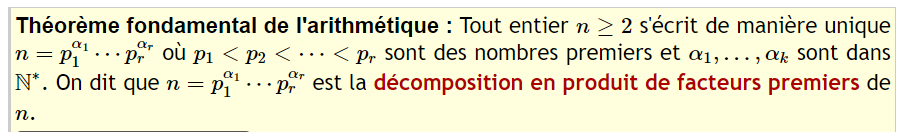 Théorème fondamental de l'arithmétique : Tout entier $n \geq 2$ s'écrit de manière unique
$n = p_1^{\alpha_1} \cdots p_r^{\alpha_r}$ où $p_1 < p_2 < \cdots < p_r$ sont des nombres premiers et $\alpha_1, \ldots, \alpha_k$ sont dans
$\mathbb{N}^*$. On dit que $n = p_1^{\alpha_1} \cdots p_r^{\alpha_r}$ est la décomposition en produit de facteurs premiers de
$n$.